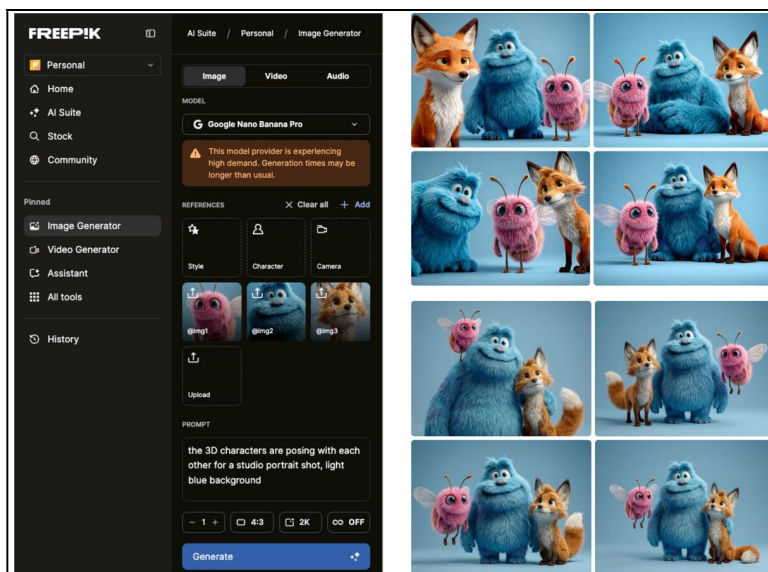 FREEP!K
Personal
Home
AI Suite
Stock
Community
Pinned
Image Generator
Video Generator
Assistant
All tools
History
AI Suite / Personal / Image Generator
Image Video Audio
MODEL
G Google Nano Banana Pro
This model provider is experiencing
high demand. Generation times may be
longer than usual.
REFERENCES × Clear all + Add
Style Character Camera
@img1 @img2 @img3
Upload
PROMPT
the 3D characters are posing with each
other for a studio portrait shot, light
blue background
- 1 + 4:3 2K ∞ OFF
Generate